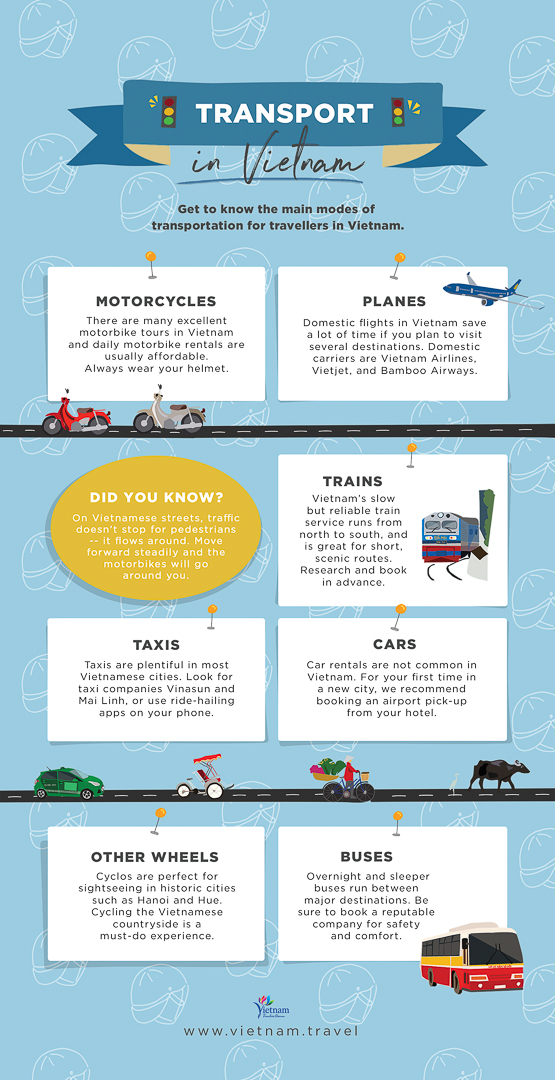 TRANSPORT
in Vietnam
Get to know the main modes of
transportation for travellers in Vietnam.
MOTORCYCLES
There are many excellent
motorbike tours in Vietnam
and daily motorbike rentals are
usually affordable.
Always wear your helmet.
PLANES
Domestic flights in Vietnam save
a lot of time if you plan to visit
several destinations. Domestic
carriers are Vietnam Airlines,
Vietjet, and Bamboo Airways.
DID YOU KNOW?
On Vietnamese streets, traffic
doesn't stop for pedestrians
-- it flows around. Move
forward steadily and the
motorbikes will go
around you.
TRAINS
Vietnam's slow
but reliable train
service runs from
north to south, and
is great for short,
scenic routes.
Research and book
in advance.
TAXIS
Taxis are plentiful in most
Vietnamese cities. Look for
taxi companies Vinasun and
Mai Linh, or use ride-hailing
apps on your phone.
CARS
Car rentals are not common in
Vietnam. For your first time in
a new city, we recommend
booking an airport pick-up
from your hotel.
OTHER WHEELS
Cyclos are perfect for
sightseeing in historic cities
such as Hanoi and Hue.
Cycling the Vietnamese
countryside is a
must-do experience.
BUSES
Overnight and sleeper
buses run between
major destinations. Be
sure to book a reputable
company for safety
and comfort.
Vietnam
www.vietnam.travel